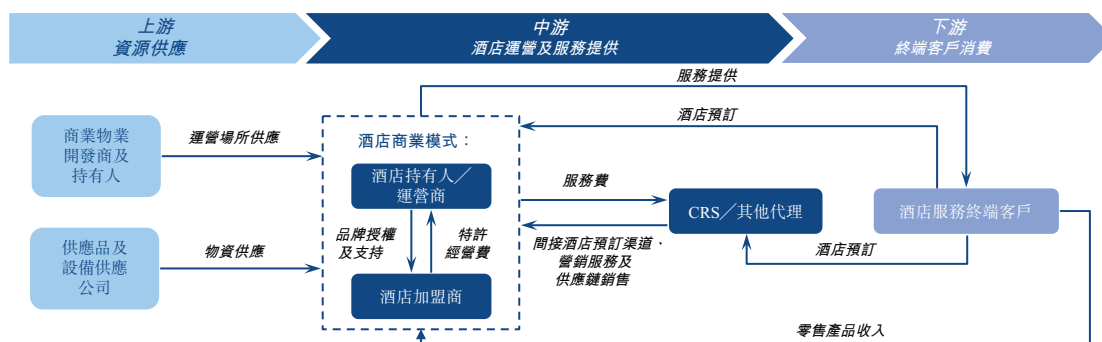 上游
資源供應
中游
酒店運營及服務提供
下游
終端客戶消費
服務提供
酒店預訂
商業物業
開發商及
持有人
運營場所供應
酒店商業模式：
酒店持有人／
運營商
服務費
CRS／其他代理
酒店服務終端客戶
品牌授權
及支持
特許
經營費
間接酒店預訂渠道、
營銷服務及
供應鏈銷售
酒店預訂
供應品及
設備供應
公司
物資供應
酒店加盟商
零售產品收入